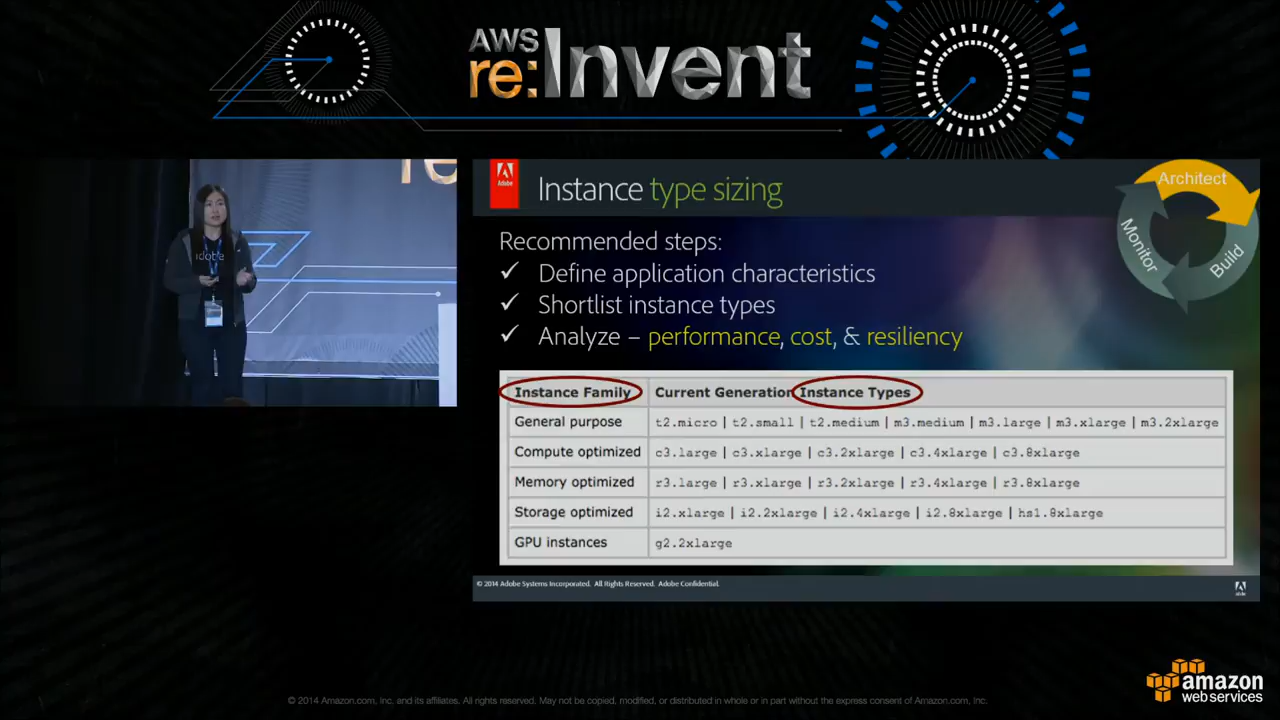 AWS
re:Invent
re
Adobe
Instance type sizing
Architect
Monitor
Build
Recommended steps:
✓ Define application characteristics
✓ Shortlist instance types
✓ Analyze – performance, cost, & resiliency
Instance Family Current Generation Instance Types
General purpose t2.micro | t2.small | t2.medium | m3.medium | m3.large | m3.xlarge | m3.2xlarge
Compute optimized c3.large | c3.xlarge | c3.2xlarge | c3.4xlarge | c3.8xlarge
Memory optimized r3.large | r3.xlarge | r3.2xlarge | r3.4xlarge | r3.8xlarge
Storage optimized i2.xlarge | i2.2xlarge | i2.4xlarge | i2.8xlarge | hs1.8xlarge
GPU instances g2.2xlarge
© 2014 Adobe Systems Incorporated. All Rights Reserved. Adobe Confidential.
Adobe
© 2014 Amazon.com, Inc. and its affiliates. All rights reserved. May not be copied, modified, or distributed in whole or in part without the express consent of Amazon.com, Inc.
amazon
web services